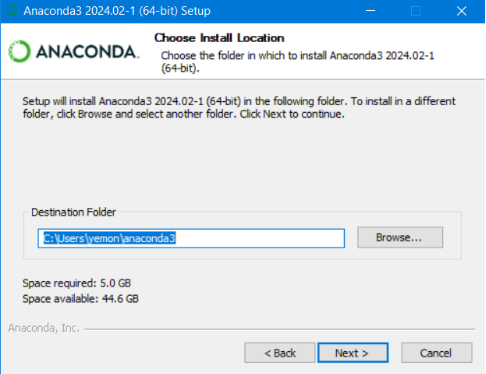 Anaconda3 2024.02-1 (64-bit) Setup
Choose Install Location
ANACONDA.
Choose the folder in which to install Anaconda3 2024.02-1
(64-bit).
Setup will install Anaconda3 2024.02-1 (64-bit) in the following folder. To install in a different
folder, click Browse and select another folder. Click Next to continue.
Destination Folder
C:\Users\yemon\anaconda3
Browse...
Space required: 5.0 GB
Space available: 44.6 GB
Anaconda, Inc.
< Back
Next >
Cancel